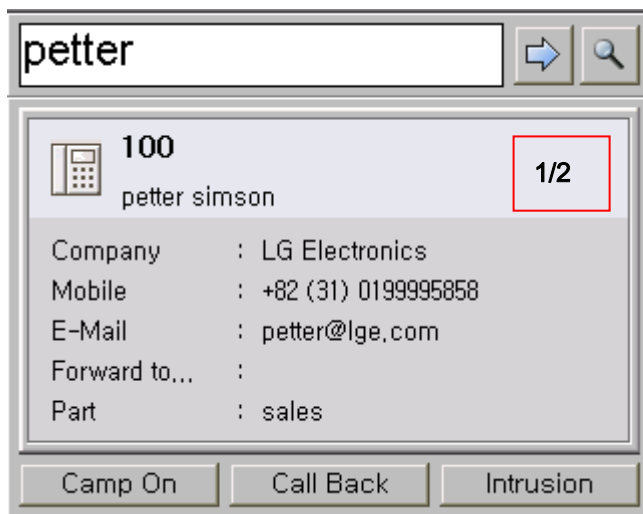 petter
100
1/2
petter simson
Company : LG Electronics
Mobile : +82 (31) 0199995858
E-Mail : petter@lge.com
Forward to... :
Part : sales
Camp On Call Back Intrusion